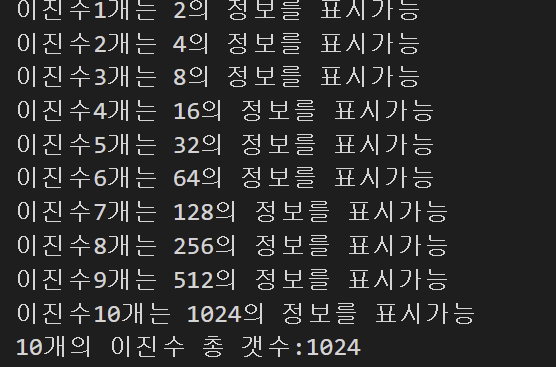 이진수1개는 2의 정보를 표시가능
이진수2개는 4의 정보를 표시가능
이진수3개는 8의 정보를 표시가능
이진수4개는 16의 정보를 표시가능
이진수5개는 32의 정보를 표시가능
이진수6개는 64의 정보를 표시가능
이진수7개는 128의 정보를 표시가능
이진수8개는 256의 정보를 표시가능
이진수9개는 512의 정보를 표시가능
이진수10개는 1024의 정보를 표시가능
10개의 이진수 총 갯수:1024